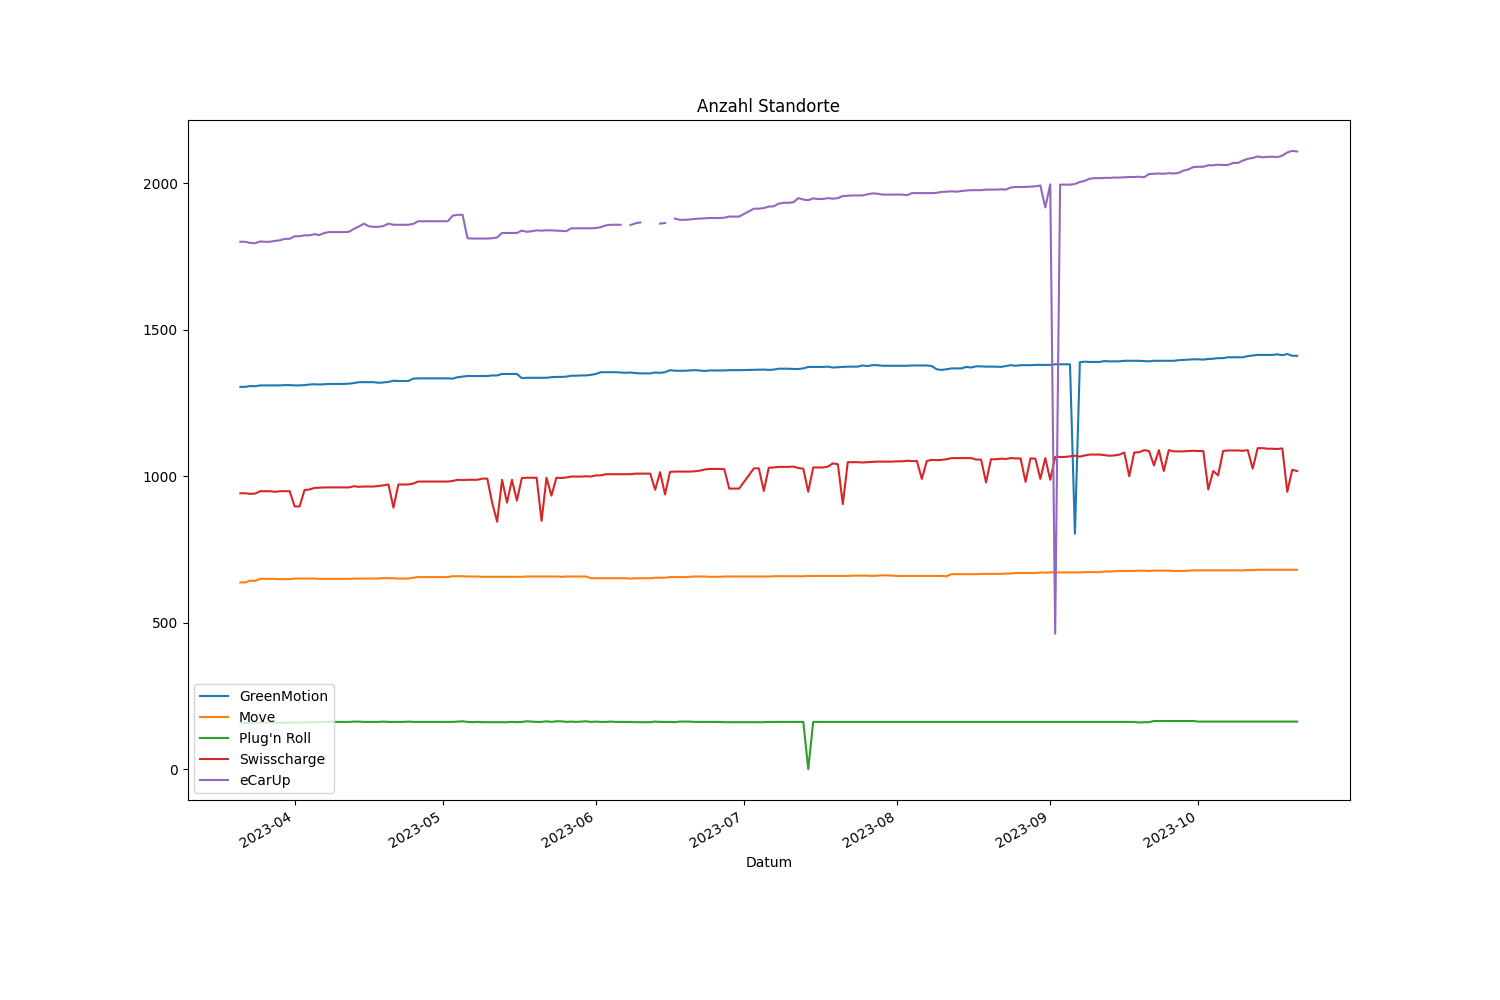 Anzahl Standorte
2000
1500
1000
500
0
GreenMotion
Move
Plug'n Roll
Swisscharge
eCarUp
2023-04
2023-05
2023-06
2023-07
2023-08
2023-09
2023-10
Datum